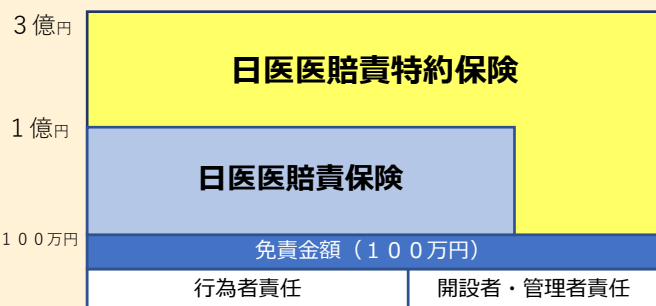 3億円
日医医賠責特約保険
1億円
日医医賠責保険
100万円
免責金額（100万円）
行為者責任
開設者・管理者責任